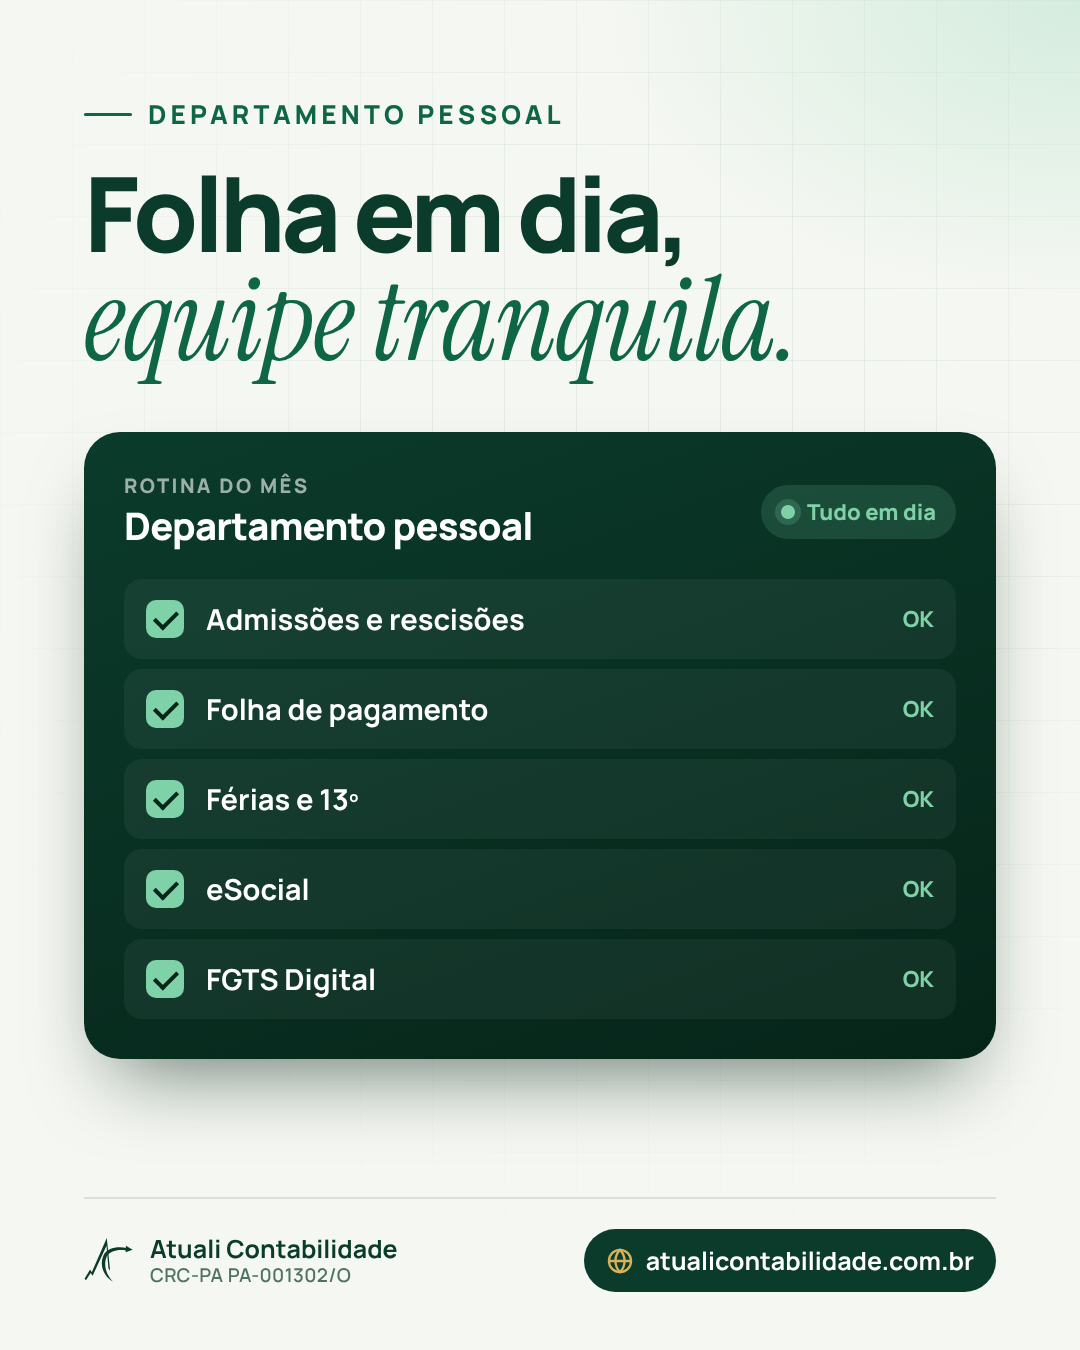 DEPARTAMENTO PESSOAL
Folha em dia,
equipe tranquila.
ROTINA DO MÊS
Departamento pessoal
Tudo em dia
Admissões e rescisões OK
Folha de pagamento OK
Férias e 13º OK
eSocial OK
FGTS Digital OK
Atuali Contabilidade
CRC-PA PA-001302/O
atualicontabilidade.com.br